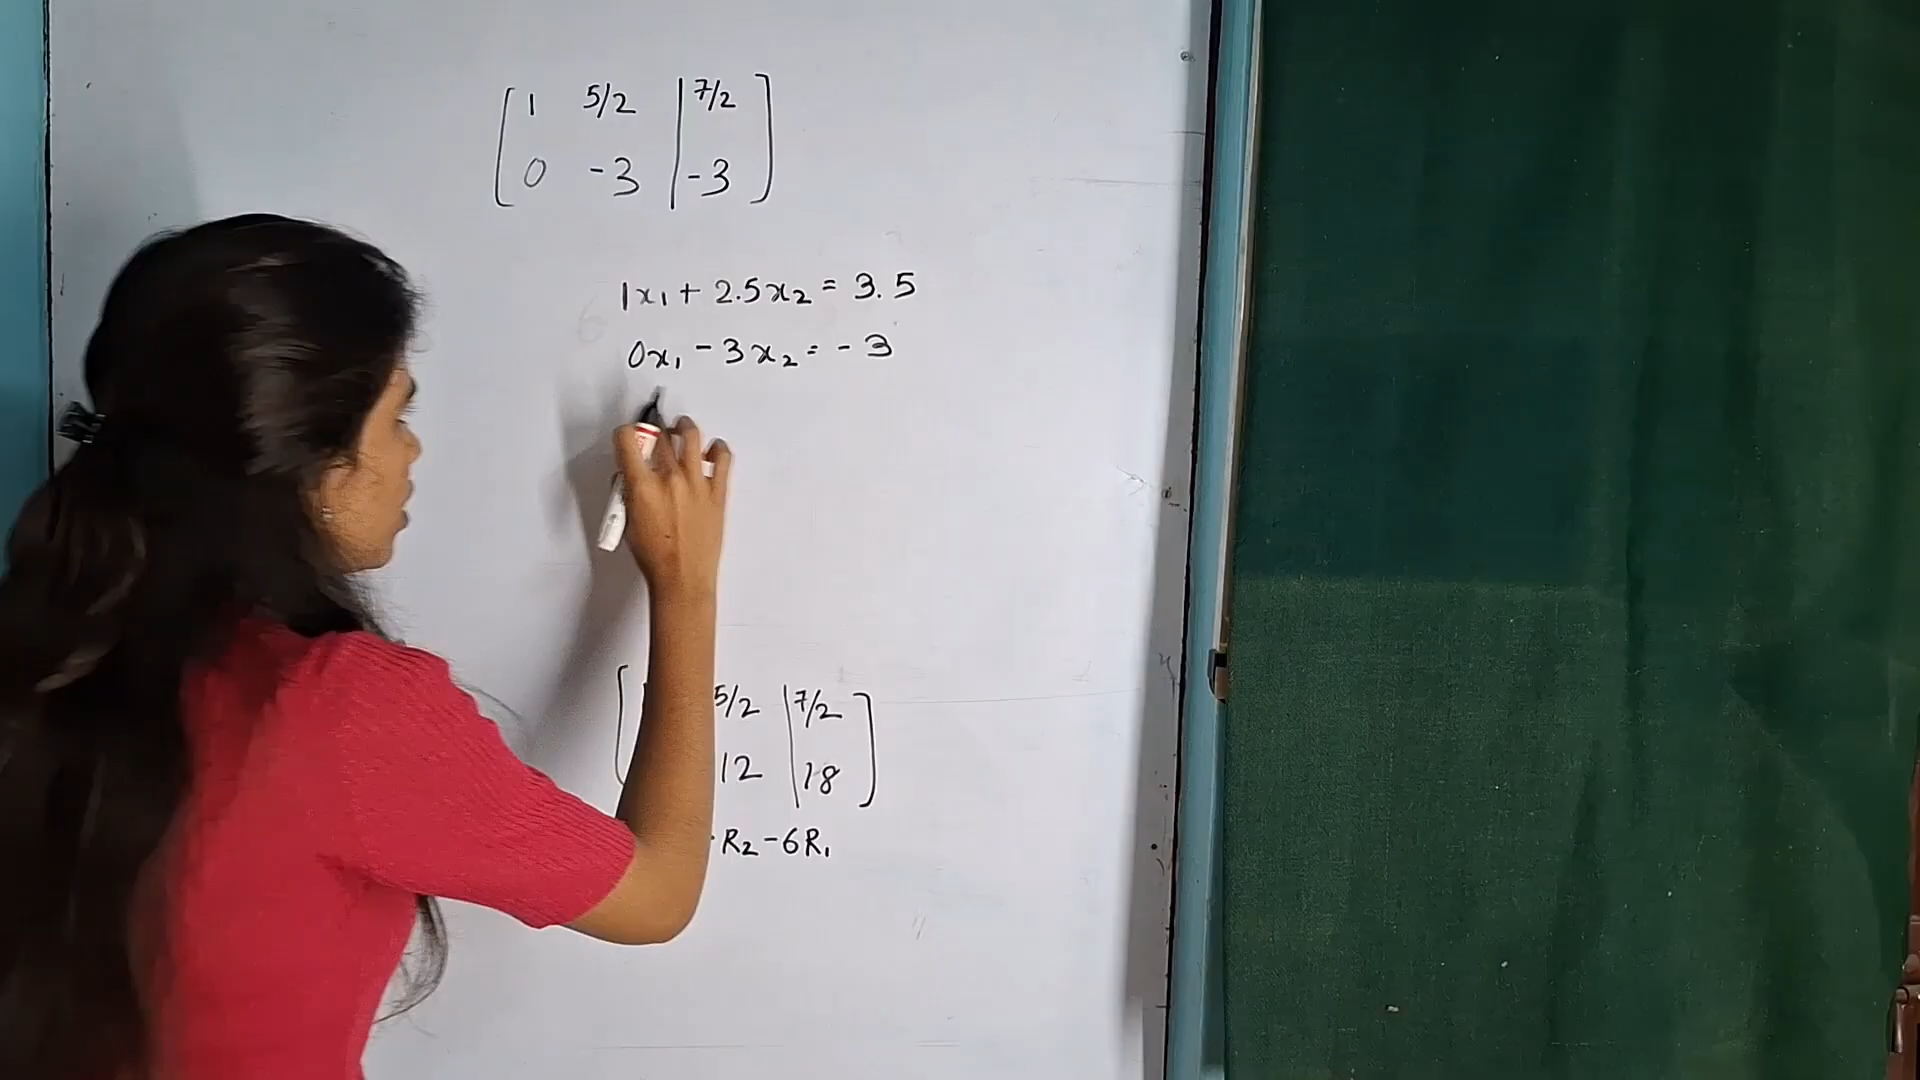 1 5/2 7/2
0 -3 -3
1x₁ + 2.5x₂ = 3.5
0x₁ - 3x₂ = - 3
5/2 7/2
12 18
R₂ - 6R₁